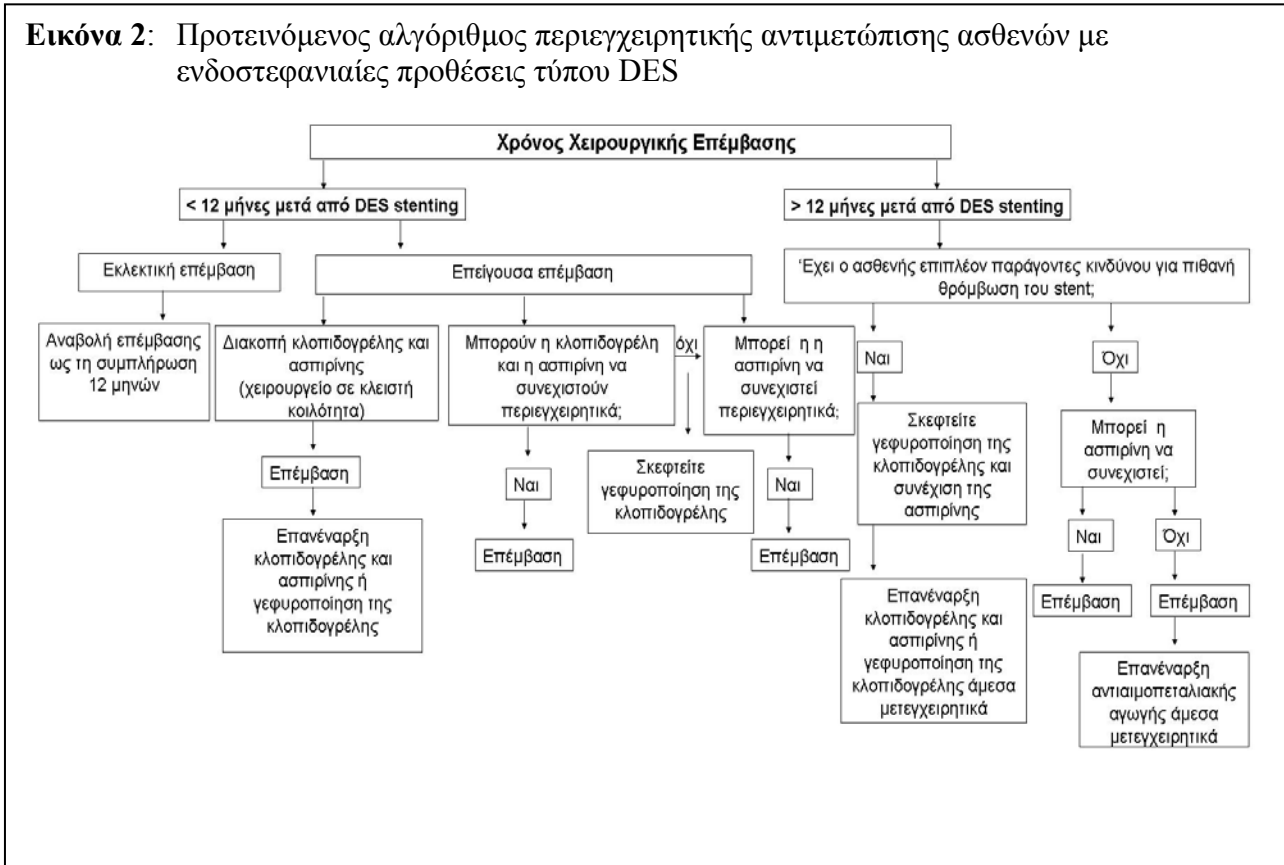 Εικόνα 2: Προτεινόμενος αλγόριθμος περιεγχειρητικής αντιμετώπισης ασθενών με
ενδοστεφανιαίες προθέσεις τύπου DES
Χρόνος Χειρουργικής Επέμβασης
< 12 μήνες μετά από DES stenting
> 12 μήνες μετά από DES stenting
Εκλεκτική επέμβαση
Επείγουσα επέμβαση
Έχει ο ασθενής επιπλέον παράγοντες κινδύνου για πιθανή
θρόμβωση του stent;
Αναβολή επέμβασης
ως τη συμπλήρωση
12 μηνών
Διακοπή κλοπιδογρέλης και
ασπιρίνης
(χειρουργείο σε κλειστή
κοιλότητα)
Μπορούν η κλοπιδογρέλη
και η ασπιρίνη να
συνεχιστούν
περιεγχειρητικά;
όχι
Μπορεί η η
ασπιρίνη να
συνεχιστεί
περιεγχειρητικά;
Ναι
Όχι
Επέμβαση
Ναι
Σκεφτείτε
γεφυροποίηση της
κλοπιδογρέλης
Ναι
Σκεφτείτε
γεφυροποίηση της
κλοπιδογρέλης και
συνέχιση της
ασπιρίνης
Μπορεί η
ασπιρίνη να
συνεχιστεί;
Επανέναρξη
κλοπιδογρέλης και
ασπιρίνης ή
γεφυροποίηση της
κλοπιδογρέλης
Επέμβαση
Επέμβαση
Ναι
Όχι
Επανέναρξη
κλοπιδογρέλης και
ασπιρίνης ή
γεφυροποίηση της
κλοπιδογρέλης άμεσα
μετεγχειρητικά
Επέμβαση
Επέμβαση
Επανέναρξη
αντιαιμοπεταλιακής
αγωγής άμεσα
μετεγχειρητικά